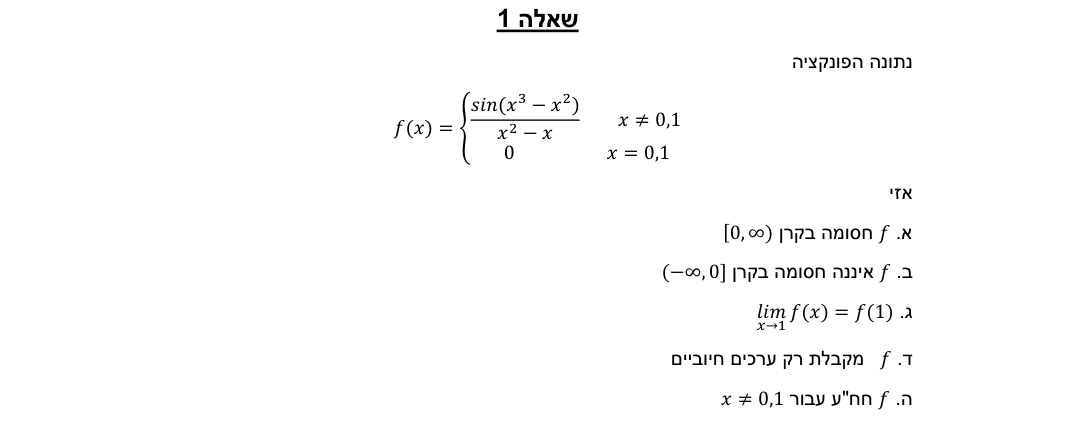 שאלה 1
נתונה הפונקציה
f(x) = { sin(x³ − x²) / (x² − x)    x ≠ 0,1
0    x = 0,1
אזי
א. f חסומה בקרן [0, ∞)
ב. f איננה חסומה בקרן (−∞, 0]
ג. lim x→1 f(x) = f(1)
ד. f מקבלת רק ערכים חיוביים
ה. f חח"ע עבור x ≠ 0,1